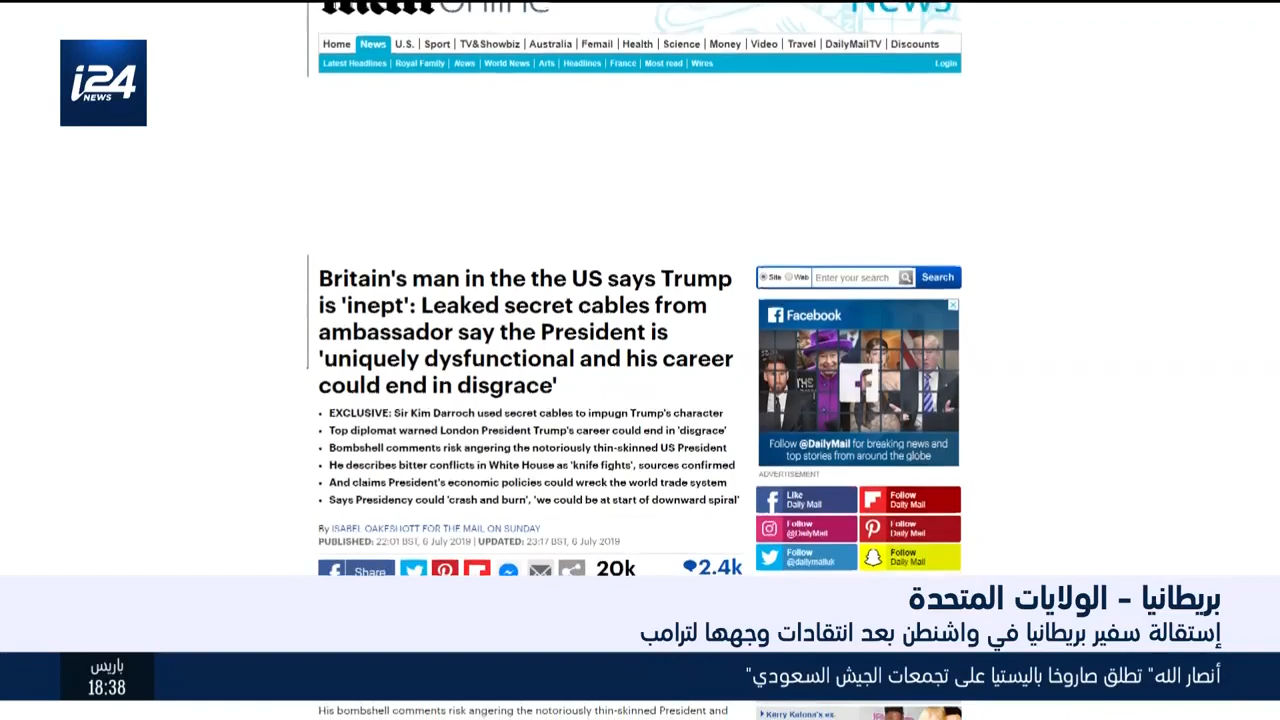 Mail Online
News
Home News U.S. Sport TV&Showbiz Australia Femail Health Science Money Video Travel DailyMailTV Discounts
Latest Headlines Royal Family News World News Arts Headlines France Most read Wires Login
i24
NEWS
Britain's man in the the US says Trump
is 'inept': Leaked secret cables from
ambassador say the President is
'uniquely dysfunctional and his career
could end in disgrace'
• EXCLUSIVE: Sir Kim Darroch used secret cables to impugn Trump's character
• Top diplomat warned London President Trump's career could end in 'disgrace'
• Bombshell comments risk angering the notoriously thin-skinned US President
• He describes bitter conflicts in White House as 'knife fights', sources confirmed
• And claims President's economic policies could wreck the world trade system
• Says Presidency could 'crash and burn', 'we could be at start of downward spiral'
By ISABEL OAKESHOTT FOR THE MAIL ON SUNDAY
PUBLISHED: 22:01 BST, 6 July 2019 | UPDATED: 23:17 BST, 6 July 2019
Share 20k 2.4k
Site Web Enter your search Search
Facebook
Follow @DailyMail for breaking news and
top stories from around the globe
ADVERTISEMENT
Like
Daily Mail
Follow
Daily Mail
Follow
@DailyMail
Follow
Daily Mail
Follow
@dailymailuk
Follow
Daily Mail
بريطانيا - الولايات المتحدة
إستقالة سفير بريطانيا في واشنطن بعد انتقادات وجهها لترامب
أنصار الله" تطلق صاروخا باليستيا على تجمعات الجيش السعودي"
باريس
18:38
His bombshell comments risk angering the notoriously thin-skinned President and
Kerry Katona's ex-